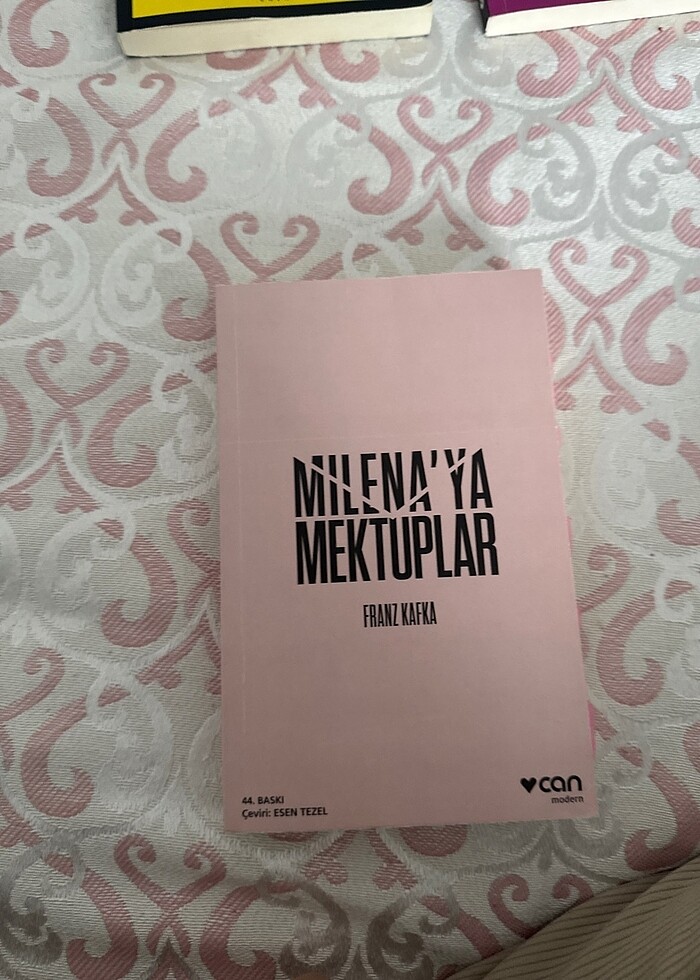 MILENA'YA
MEKTUPLAR
FRANZ KAFKA
can
modern
44. BASKI
Çeviri: ESEN TEZEL